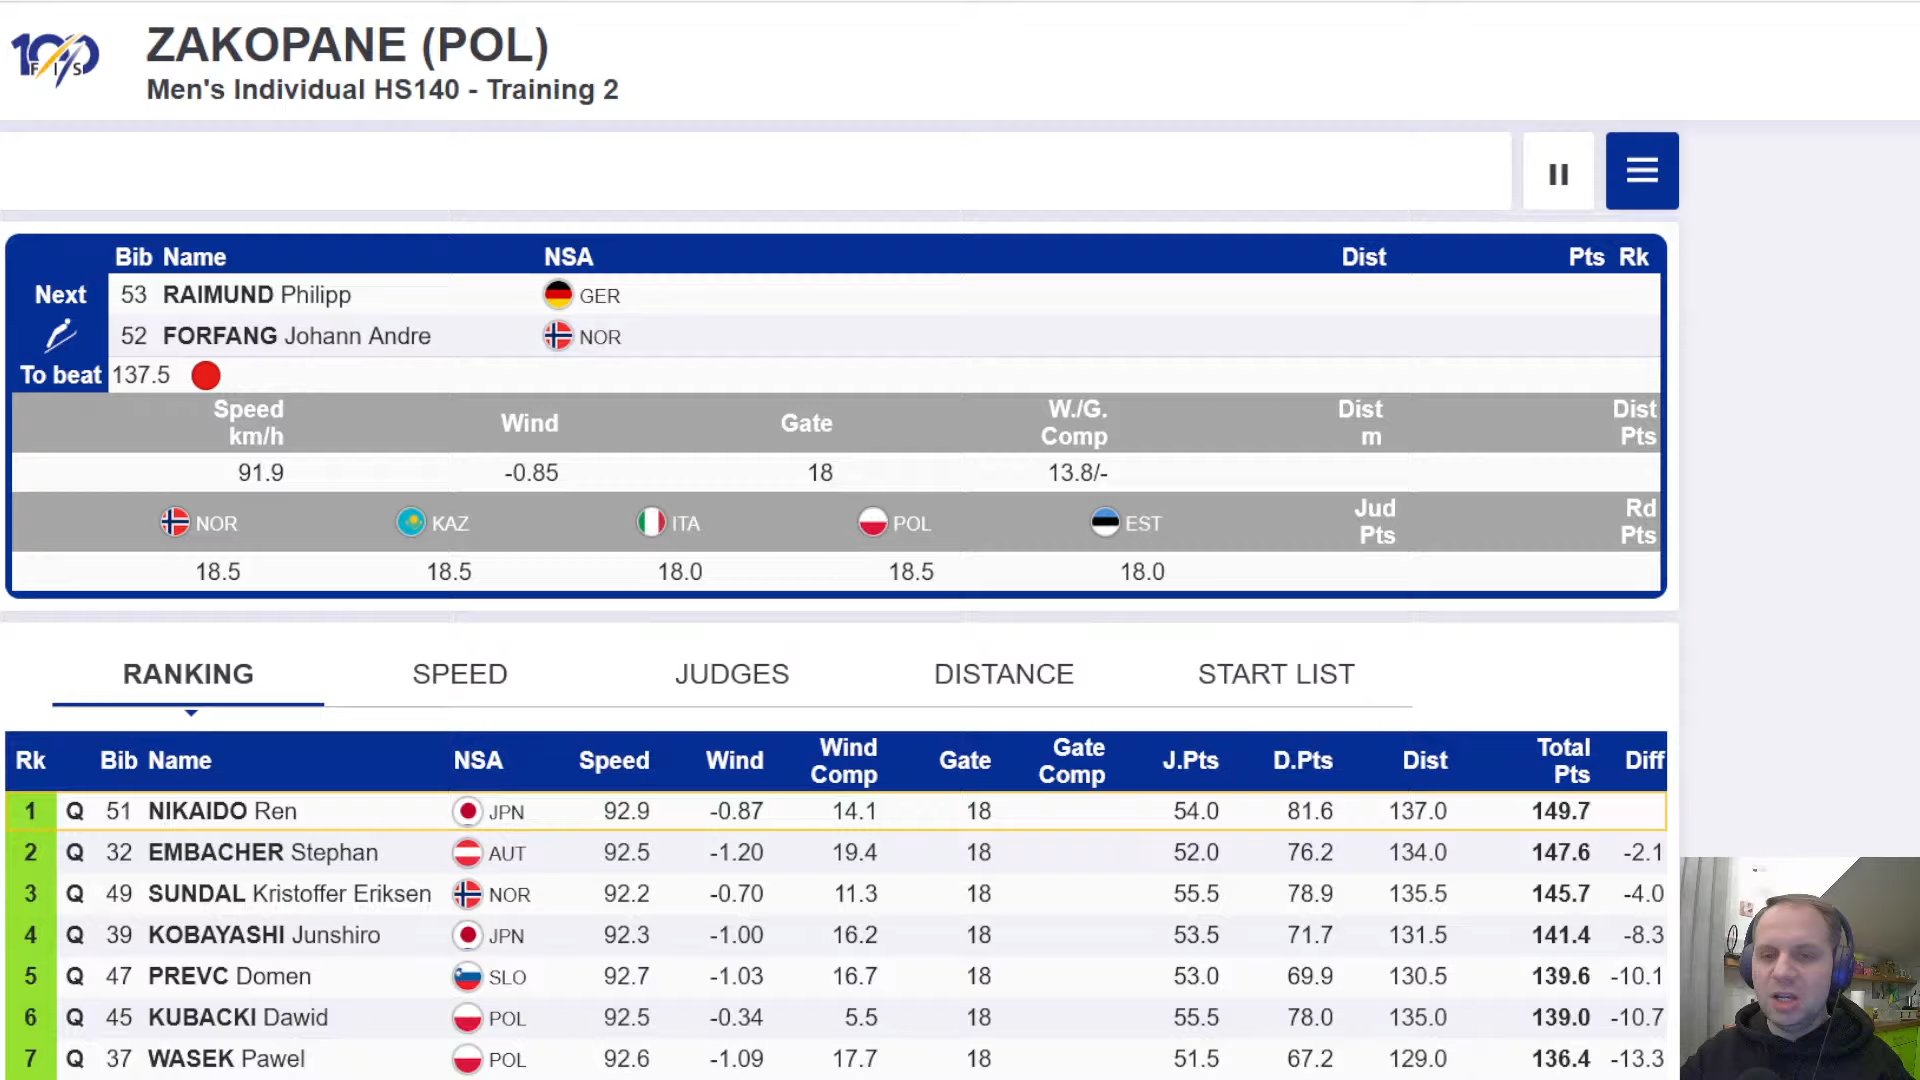 100 FIS
ZAKOPANE (POL)
Men's Individual HS140 - Training 2
Bib Name NSA Dist Pts Rk
Next 53 RAIMUND Philipp GER
52 FORFANG Johann Andre NOR
To beat 137.5
Speed km/h Wind Gate W./G. Comp Dist m Dist Pts
91.9 -0.85 18 13.8/-
NOR KAZ ITA POL EST Jud Pts Rd Pts
18.5 18.5 18.0 18.5 18.0
RANKING SPEED JUDGES DISTANCE START LIST
Rk Bib Name NSA Speed Wind Wind Comp Gate Gate Comp J.Pts D.Pts Dist Total Pts Diff
1 Q 51 NIKAIDO Ren JPN 92.9 -0.87 14.1 18 54.0 81.6 137.0 149.7
2 Q 32 EMBACHER Stephan AUT 92.5 -1.20 19.4 18 52.0 76.2 134.0 147.6 -2.1
3 Q 49 SUNDAL Kristoffer Eriksen NOR 92.2 -0.70 11.3 18 55.5 78.9 135.5 145.7 -4.0
4 Q 39 KOBAYASHI Junshiro JPN 92.3 -1.00 16.2 18 53.5 71.7 131.5 141.4 -8.3
5 Q 47 PREVC Domen SLO 92.7 -1.03 16.7 18 53.0 69.9 130.5 139.6 -10.1
6 Q 45 KUBACKI Dawid POL 92.5 -0.34 5.5 18 55.5 78.0 135.0 139.0 -10.7
7 Q 37 WASEK Pawel POL 92.6 -1.09 17.7 18 51.5 67.2 129.0 136.4 -13.3